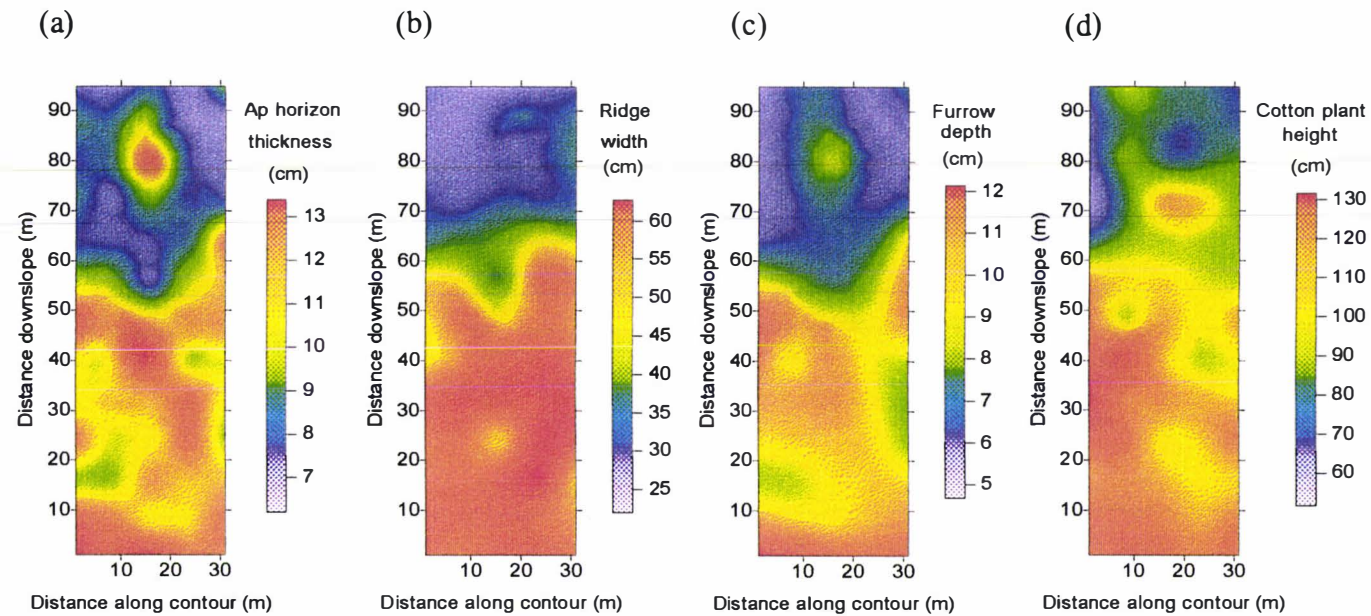 (a)
Ap horizon
thickness
(cm)
13
12
11
10
9
8
7
Distance downslope (m)
90
80
70
60
50
40
30
20
10
10 20 30
Distance along contour (m)
(b)
Ridge
width
(cm)
60
55
50
45
40
35
30
25
Distance downslope (m)
90
80
70
60
50
40
30
20
10
10 20 30
Distance along contour (m)
(c)
Furrow
depth
(cm)
12
11
10
9
8
7
6
5
Distance downslope (m)
90
80
70
60
50
40
30
20
10
10 20 30
Distance along contour (m)
(d)
Cotton plant
height
(cm)
130
120
110
100
90
80
70
60
Distance downslope (m)
90
80
70
60
50
40
30
20
10
10 20 30
Distance along contour (m)